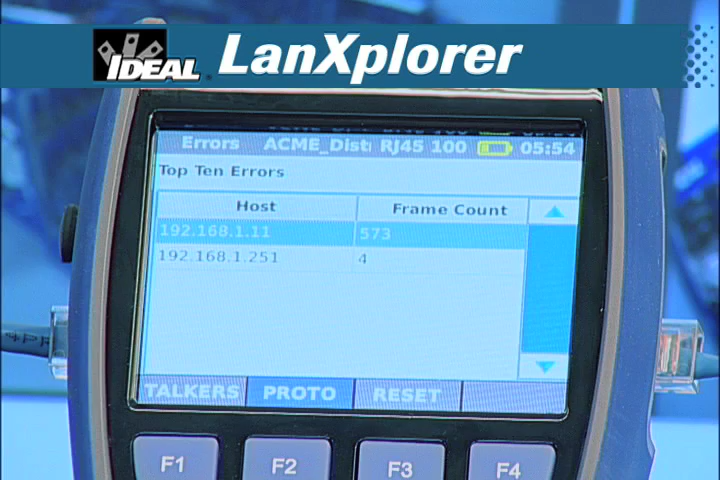 IDEAL LanXplorer
Errors ACME_Dist RJ45 100 05:54
Top Ten Errors
Host Frame Count
192.168.1.11 573
192.168.1.251 4
TALKERS PROTO RESET
F1 F2 F3 F4